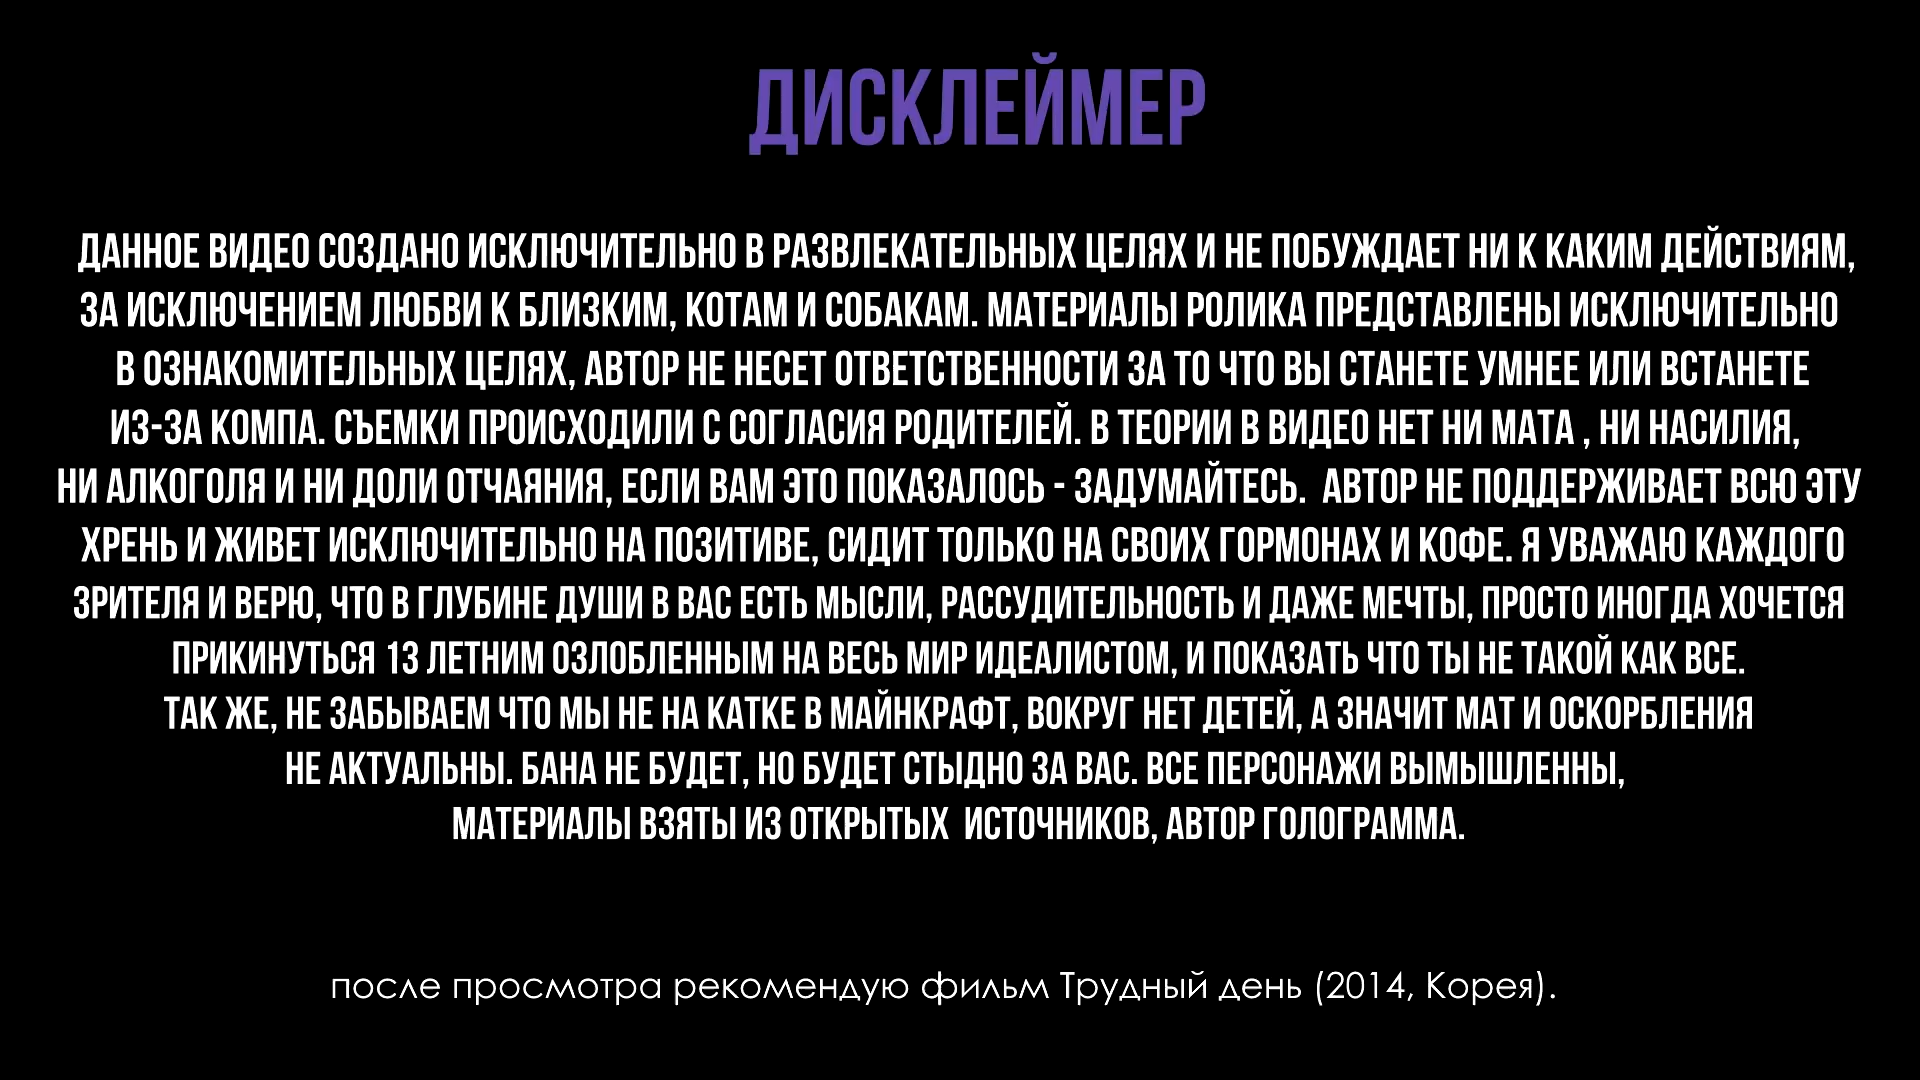 ДИСКЛЕЙМЕР
ДАННОЕ ВИДЕО СОЗДАНО ИСКЛЮЧИТЕЛЬНО В РАЗВЛЕКАТЕЛЬНЫХ ЦЕЛЯХ И НЕ ПОБУЖДАЕТ НИ К КАКИМ ДЕЙСТВИЯМ,
ЗА ИСКЛЮЧЕНИЕМ ЛЮБВИ К БЛИЗКИМ, КОТАМ И СОБАКАМ. МАТЕРИАЛЫ РОЛИКА ПРЕДСТАВЛЕНЫ ИСКЛЮЧИТЕЛЬНО
В ОЗНАКОМИТЕЛЬНЫХ ЦЕЛЯХ, АВТОР НЕ НЕСЕТ ОТВЕТСТВЕННОСТИ ЗА ТО ЧТО ВЫ СТАНЕТЕ УМНЕЕ ИЛИ ВСТАНЕТЕ
ИЗ-ЗА КОМПА. СЪЕМКИ ПРОИСХОДИЛИ С СОГЛАСИЯ РОДИТЕЛЕЙ. В ТЕОРИИ В ВИДЕО НЕТ НИ МАТА , НИ НАСИЛИЯ,
НИ АЛКОГОЛЯ И НИ ДОЛИ ОТЧАЯНИЯ, ЕСЛИ ВАМ ЭТО ПОКАЗАЛОСЬ - ЗАДУМАЙТЕСЬ. АВТОР НЕ ПОДДЕРЖИВАЕТ ВСЮ ЭТУ
ХРЕНЬ И ЖИВЕТ ИСКЛЮЧИТЕЛЬНО НА ПОЗИТИВЕ, СИДИТ ТОЛЬКО НА СВОИХ ГОРМОНАХ И КОФЕ. Я УВАЖАЮ КАЖДОГО
ЗРИТЕЛЯ И ВЕРЮ, ЧТО В ГЛУБИНЕ ДУШИ В ВАС ЕСТЬ МЫСЛИ, РАССУДИТЕЛЬНОСТЬ И ДАЖЕ МЕЧТЫ, ПРОСТО ИНОГДА ХОЧЕТСЯ
ПРИКИНУТЬСЯ 13 ЛЕТНИМ ОЗЛОБЛЕННЫМ НА ВЕСЬ МИР ИДЕАЛИСТОМ, И ПОКАЗАТЬ ЧТО ТЫ НЕ ТАКОЙ КАК ВСЕ.
ТАК ЖЕ, НЕ ЗАБЫВАЕМ ЧТО МЫ НЕ НА КАТКЕ В МАЙНКРАФТ, ВОКРУГ НЕТ ДЕТЕЙ, А ЗНАЧИТ МАТ И ОСКОРБЛЕНИЯ
НЕ АКТУАЛЬНЫ. БАНА НЕ БУДЕТ, НО БУДЕТ СТЫДНО ЗА ВАС. ВСЕ ПЕРСОНАЖИ ВЫМЫШЛЕННЫ,
МАТЕРИАЛЫ ВЗЯТЫ ИЗ ОТКРЫТЫХ ИСТОЧНИКОВ, АВТОР ГОЛОГРАММА.
после просмотра рекомендую фильм Трудный день (2014, Корея).